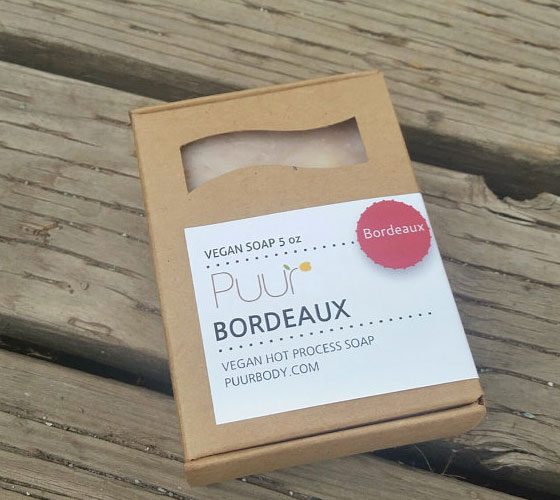 VEGAN SOAP 5 oz
Bordeaux
Puur
BORDEAUX
VEGAN HOT PROCESS SOAP
PUURBODY.COM